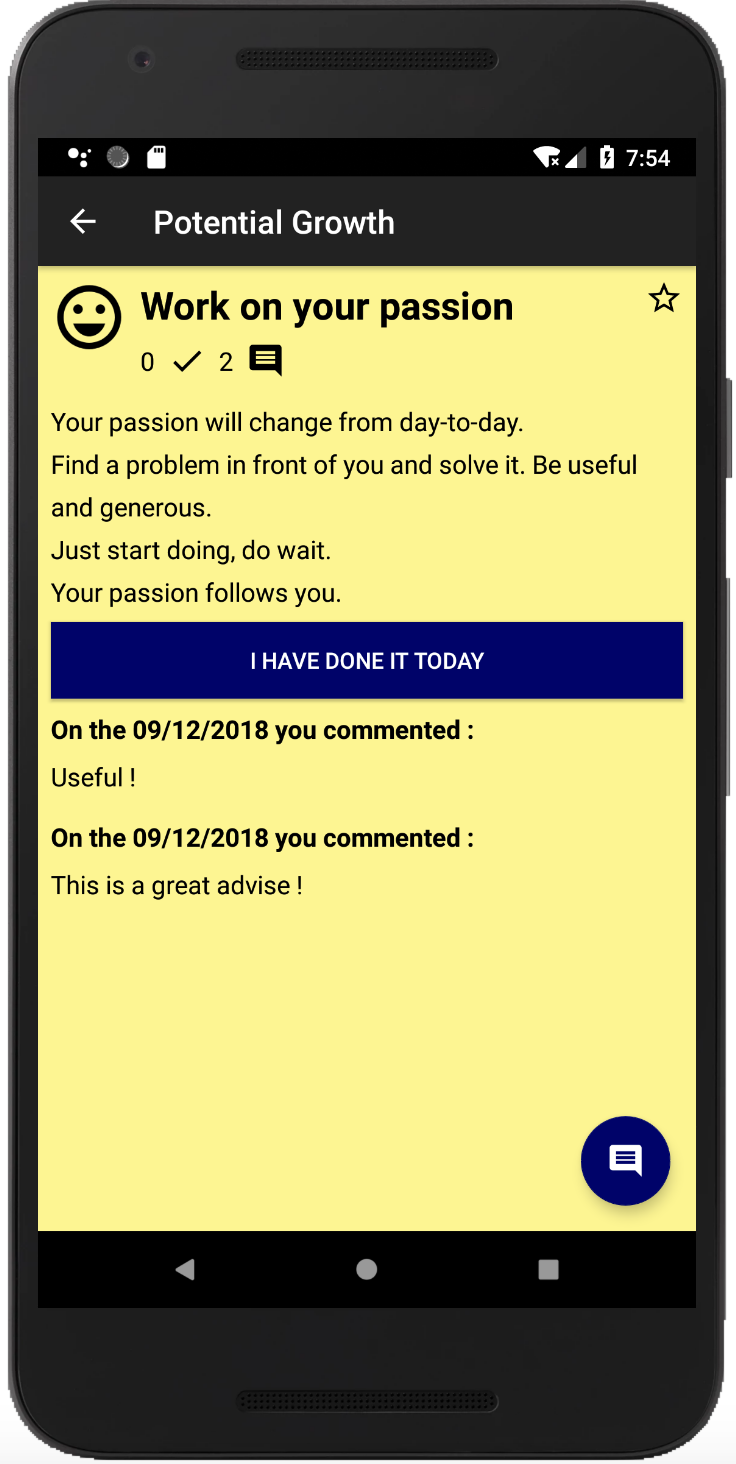 7:54
Potential Growth
Work on your passion
0 2
Your passion will change from day-to-day.
Find a problem in front of you and solve it. Be useful
and generous.
Just start doing, do wait.
Your passion follows you.
I HAVE DONE IT TODAY
On the 09/12/2018 you commented :
Useful !
On the 09/12/2018 you commented :
This is a great advise !